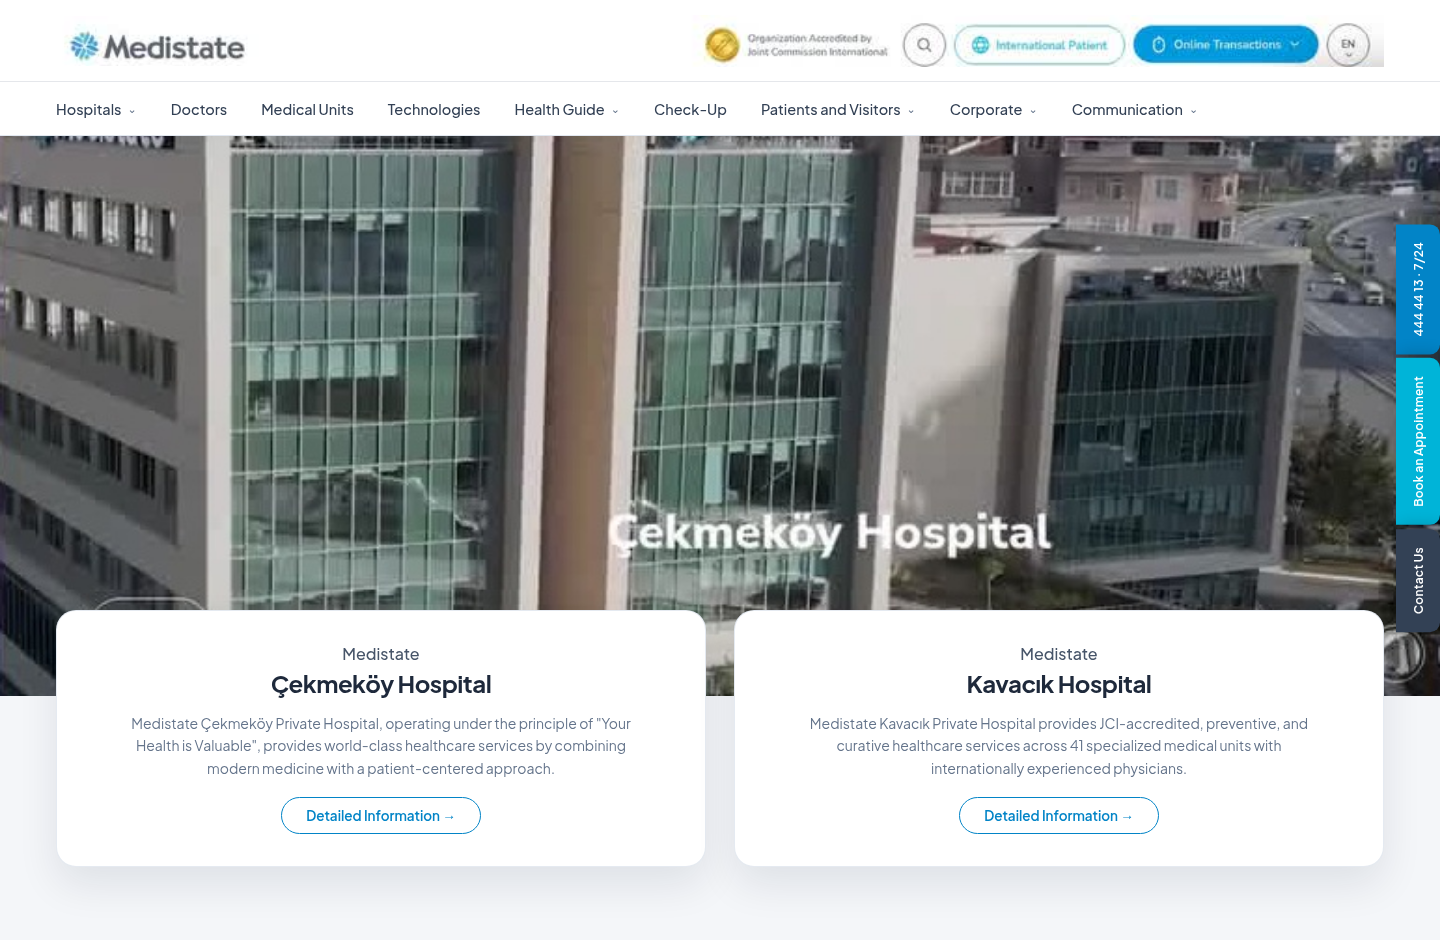 Medistate
Organization Accredited by
Joint Commission International
International Patient
Online Transactions
EN
Hospitals
Doctors
Medical Units
Technologies
Health Guide
Check-Up
Patients and Visitors
Corporate
Communication
444 44 13 · 7/24
Book an Appointment
Contact Us
Çekmeköy Hospital
Medistate
Çekmeköy Hospital
Medistate Çekmeköy Private Hospital, operating under the principle of "Your
Health is Valuable", provides world-class healthcare services by combining
modern medicine with a patient-centered approach.
Detailed Information →
Medistate
Kavacık Hospital
Medistate Kavacık Private Hospital provides JCI-accredited, preventive, and
curative healthcare services across 41 specialized medical units with
internationally experienced physicians.
Detailed Information →